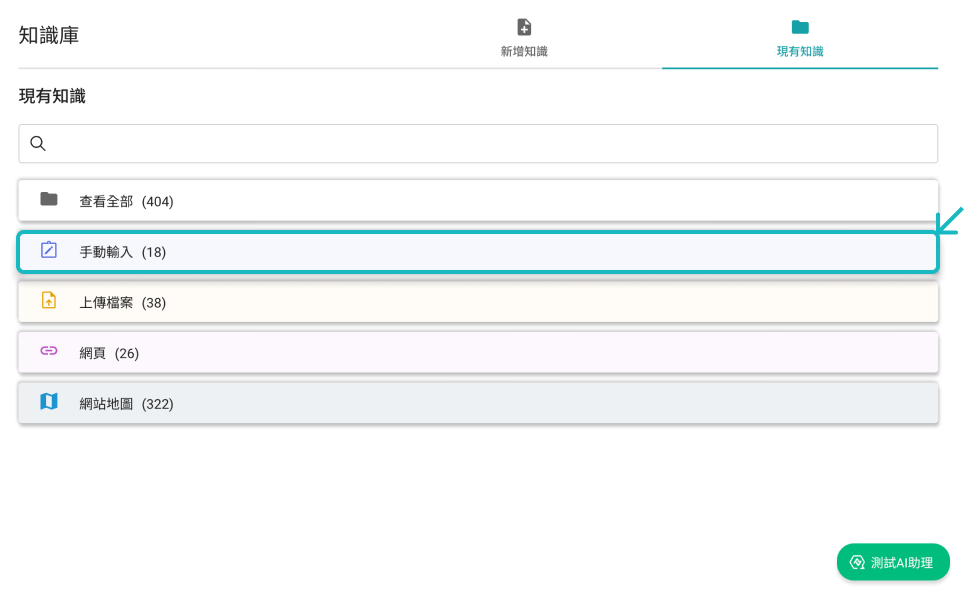 知識庫
新增知識
現有知識
現有知識
查看全部 (404)
手動輸入 (18)
上傳檔案 (38)
網頁 (26)
網站地圖 (322)
測試AI助理